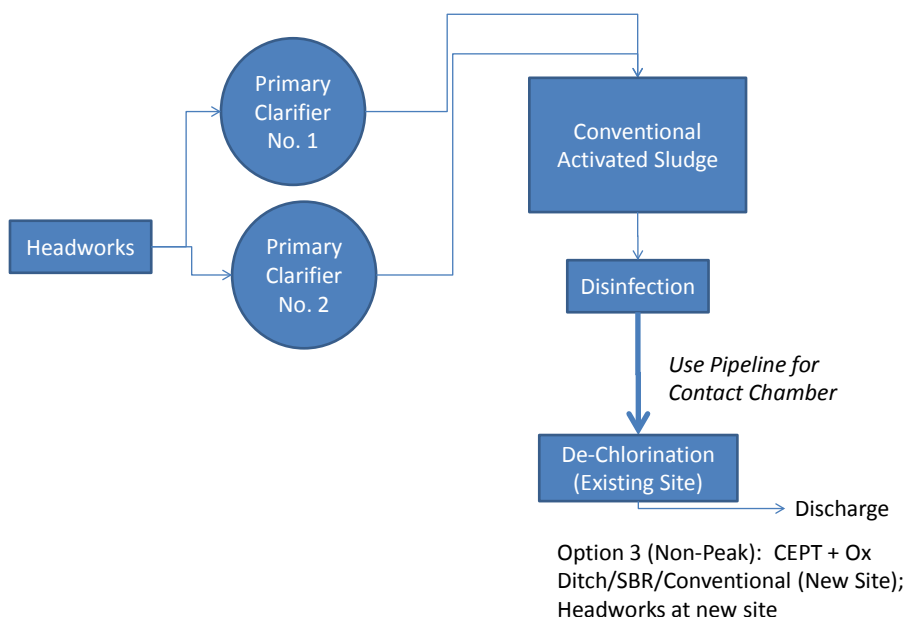 Primary
Clarifier
No. 1
Conventional
Activated Sludge
Headworks
Primary
Clarifier
No. 2
Disinfection
Use Pipeline for
Contact Chamber
De-Chlorination
(Existing Site)
Discharge
Option 3 (Non-Peak): CEPT + Ox
Ditch/SBR/Conventional (New Site);
Headworks at new site